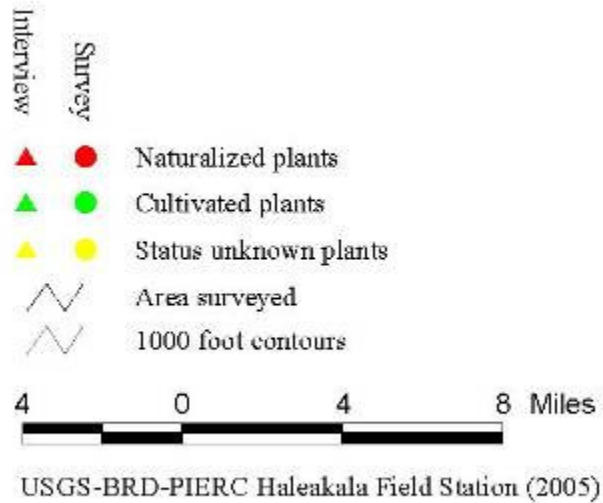 Interview
Survey
Naturalized plants
Cultivated plants
Status unknown plants
Area surveyed
1000 foot contours
4 0 4 8 Miles
USGS-BRD-PIERC Haleakala Field Station (2005)